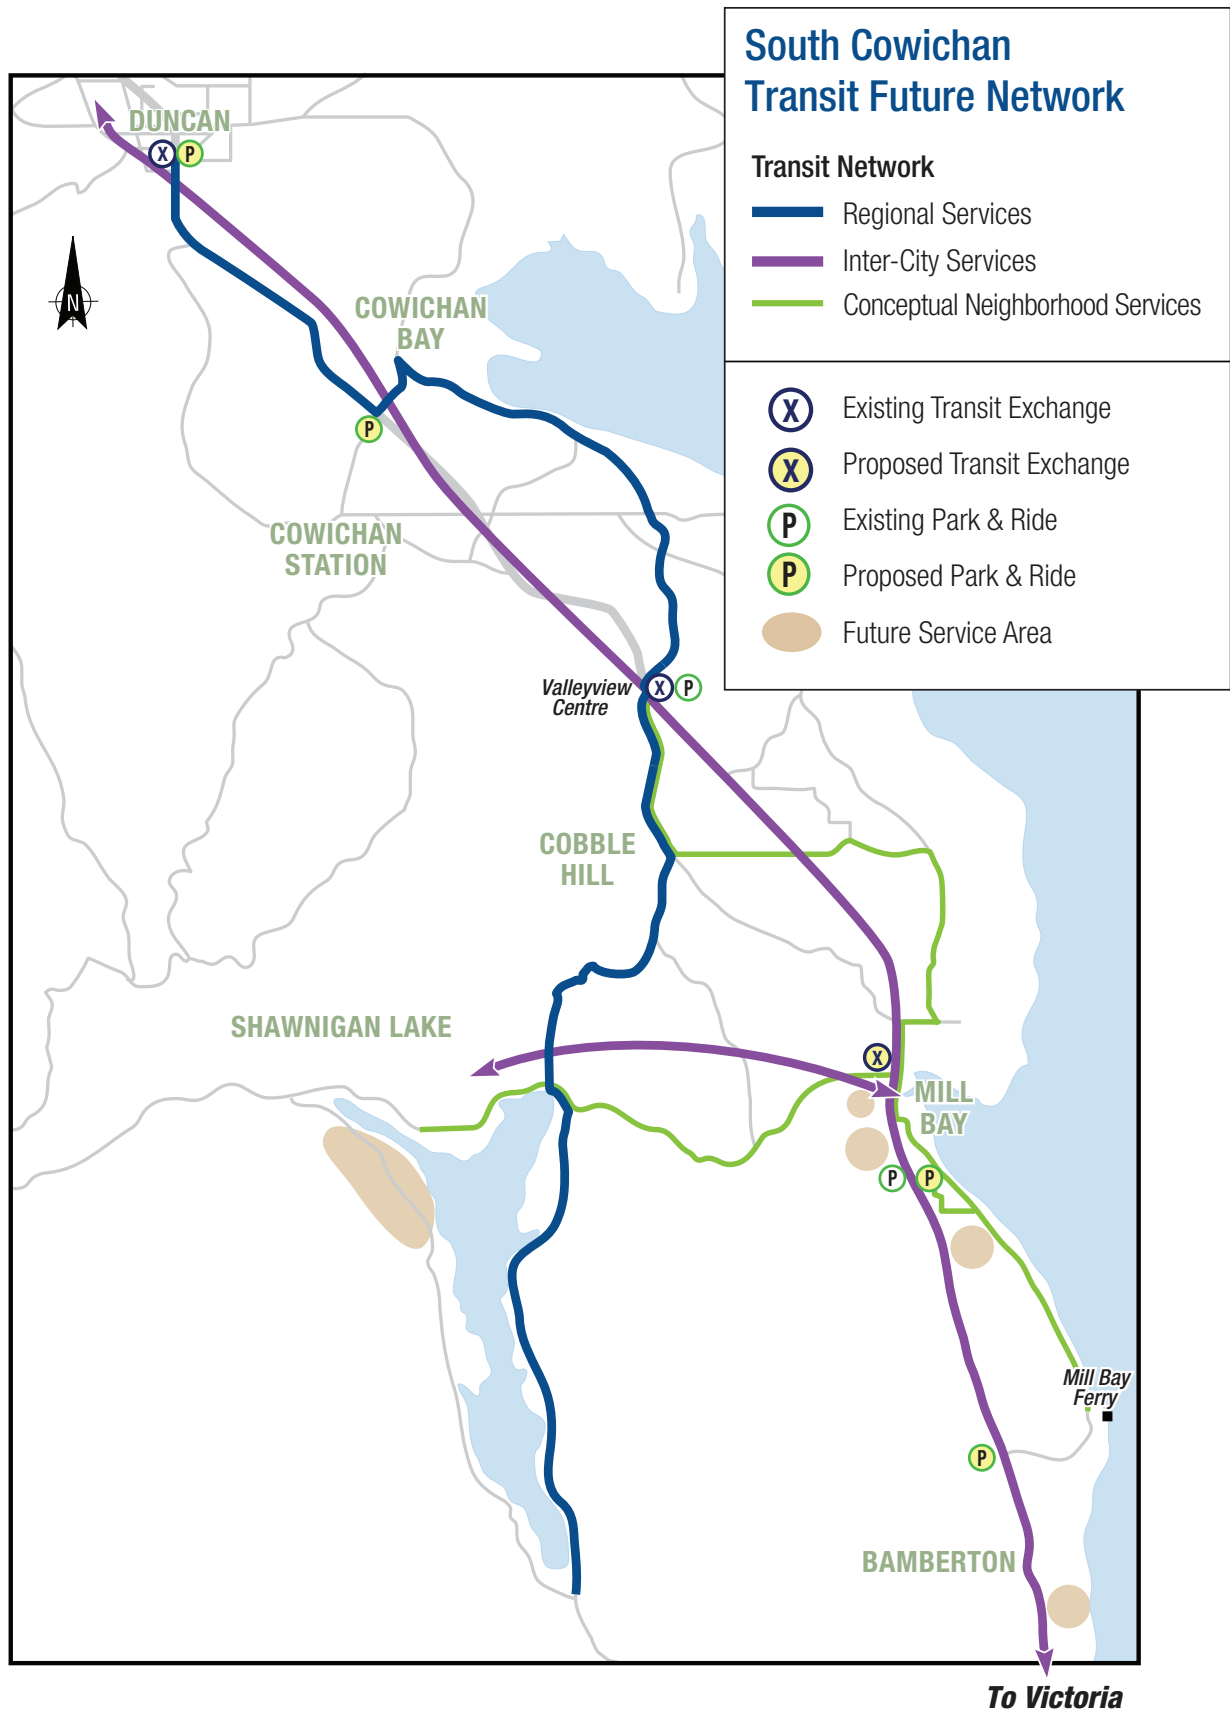 South Cowichan
Transit Future Network
Transit Network
Regional Services
Inter-City Services
Conceptual Neighborhood Services
X Existing Transit Exchange
X Proposed Transit Exchange
P Existing Park & Ride
P Proposed Park & Ride
Future Service Area
DUNCAN
X P
N
COWICHAN
BAY
P
COWICHAN
STATION
Valleyview
Centre
X P
COBBLE
HILL
SHAWNIGAN LAKE
X
MILL
BAY
P P
Mill Bay
Ferry
P
BAMBERTON
To Victoria